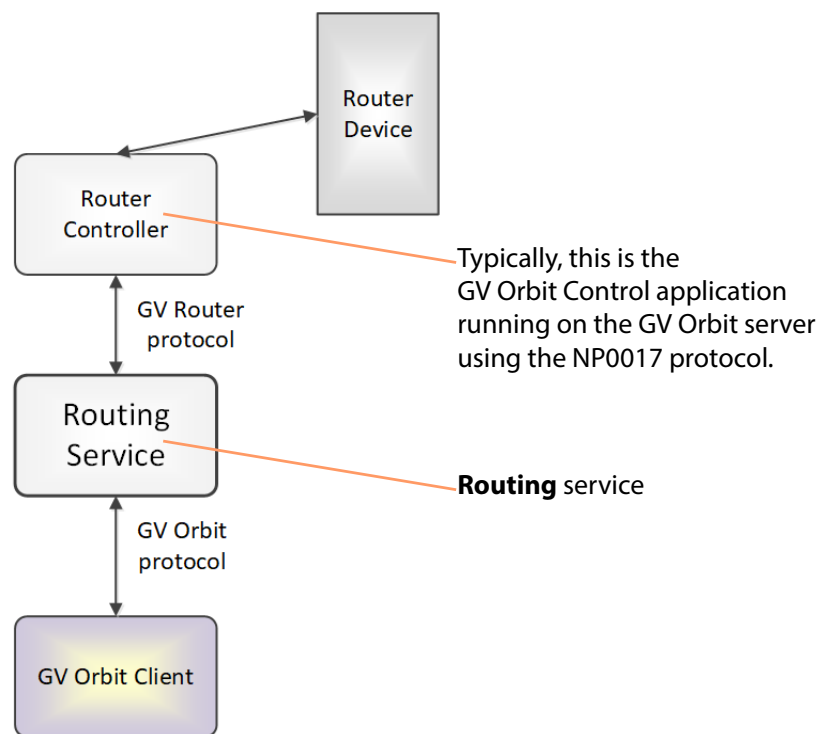 Router
Device
Router
Controller
Typically, this is the
GV Orbit Control application
running on the GV Orbit server
using the NP0017 protocol.
GV Router
protocol
Routing
Service
Routing service
GV Orbit
protocol
GV Orbit Client